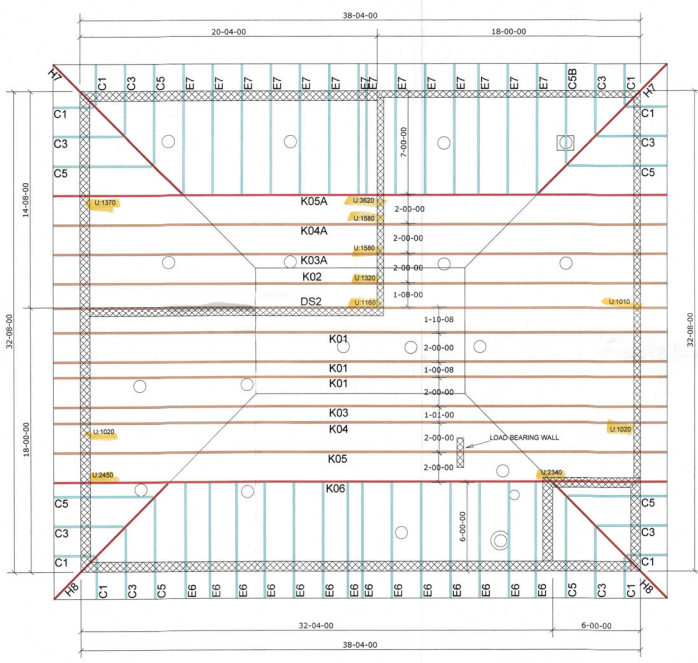 38-04-00
20-04-00
18-00-00
H7
C1
C3
C5
E7
E7
E7
E7
E7
E7
E7
E7
E7
E7
E7
E7
E7
C5B
C3
C1
H7
C1
C3
C5
C1
C3
C5
7-00-00
14-08-00
U:1370
K05A
U:3620
2-00-00
U:1580
K04A
2-00-00
U:1580
K03A
2-00-00
K02
U:1320
1-08-00
DS2
U:1160
U:1010
32-08-00
32-08-00
1-10-08
K01
2-00-00
K01
1-00-08
K01
2-00-00
K03
1-01-00
18-00-00
U:1020
K04
2-00-00
LOAD-BEARING WALL
U:1020
K05
2-00-00
U:2450
U:2340
K06
C5
C3
C1
6-00-00
C5
C3
C1
H8
C1
C3
C5
E6
E6
E6
E6
E6
E6
E6
E6
E6
E6
E6
E6
E6
E6
C5
C3
C1
H8
32-04-00
6-00-00
38-04-00